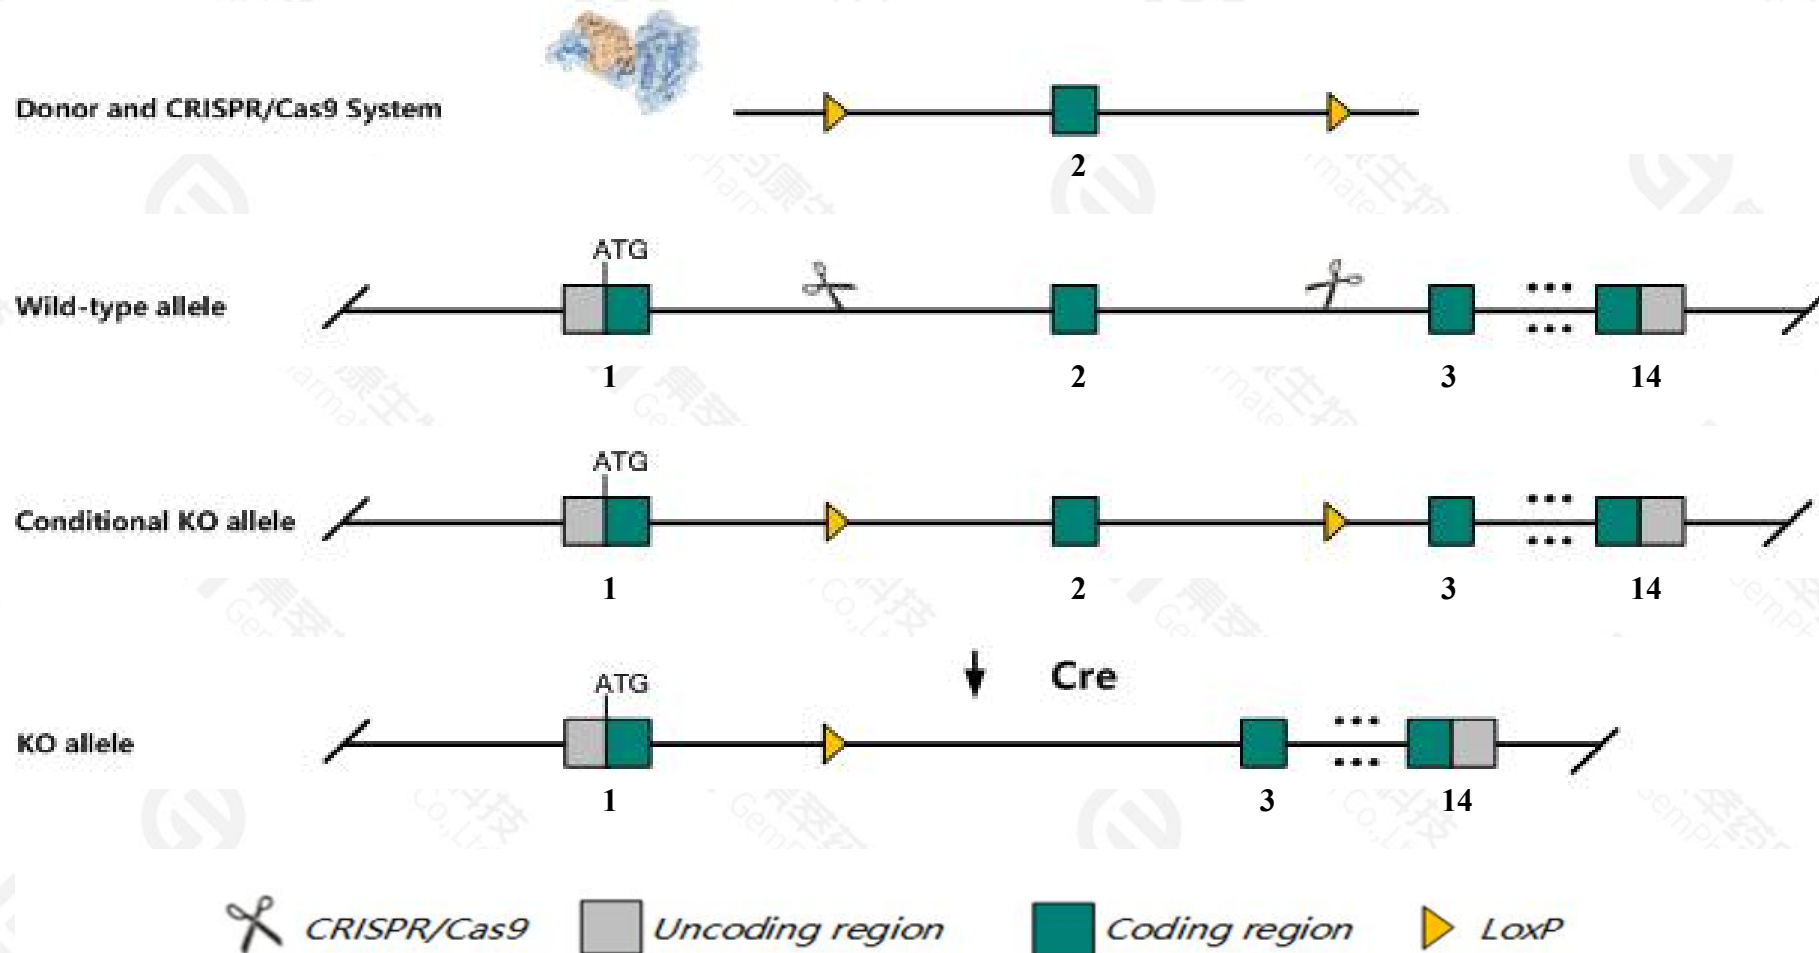 Donor and CRISPR/Cas9 System
2
ATG
Wild-type allele
1 2 3 14
ATG
Conditional KO allele
1 2 3 14
Cre
ATG
KO allele
1 3 14
CRISPR/Cas9 Uncoding region Coding region LoxP